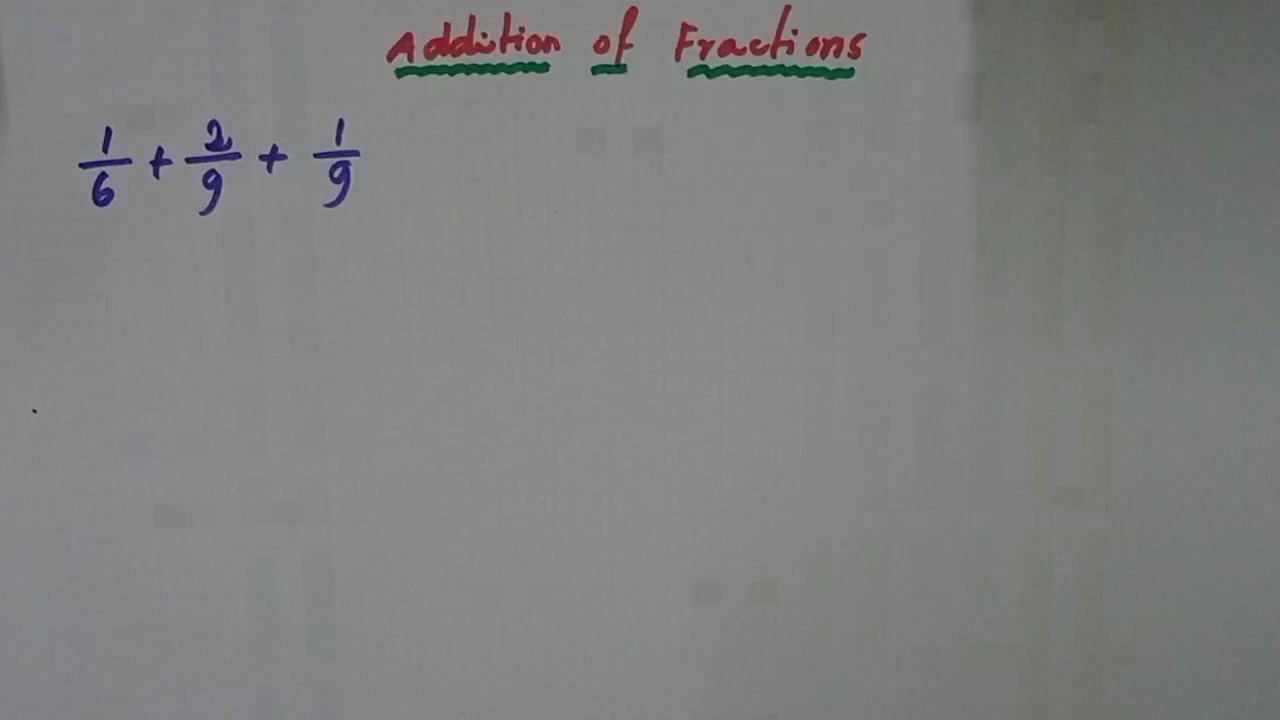 Addition of Fractions
1/6 + 2/9 + 1/9